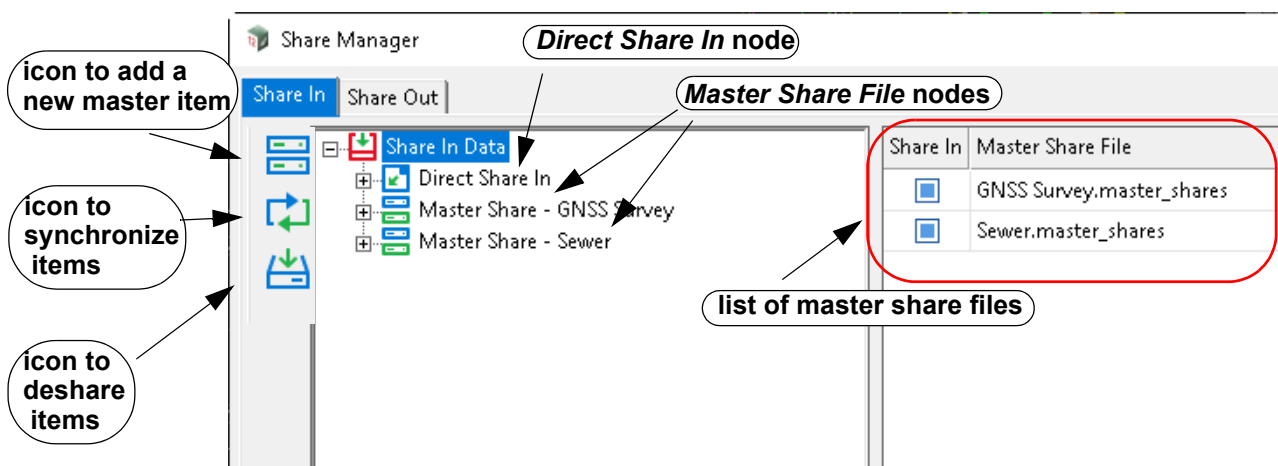 Share Manager
Direct Share In node
icon to add a
new master item
Share In
Share Out
Master Share File nodes
Share In Data
Direct Share In
Master Share - GNSS Survey
Master Share - Sewer
Share In
Master Share File
GNSS Survey.master_shares
Sewer.master_shares
icon to
synchronize
items
list of master share files
icon to
deshare
items